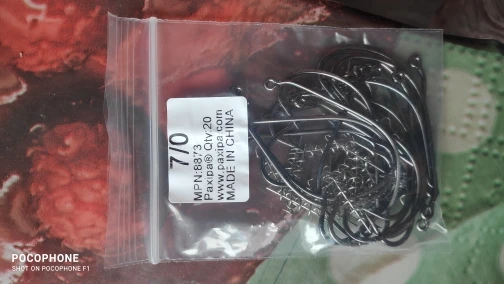 7/0
MPN:8873
Paxipa® Qty:20
www.paxipa.com
MADE IN CHINA
POCOPHONE
SHOT ON POCOPHONE F1